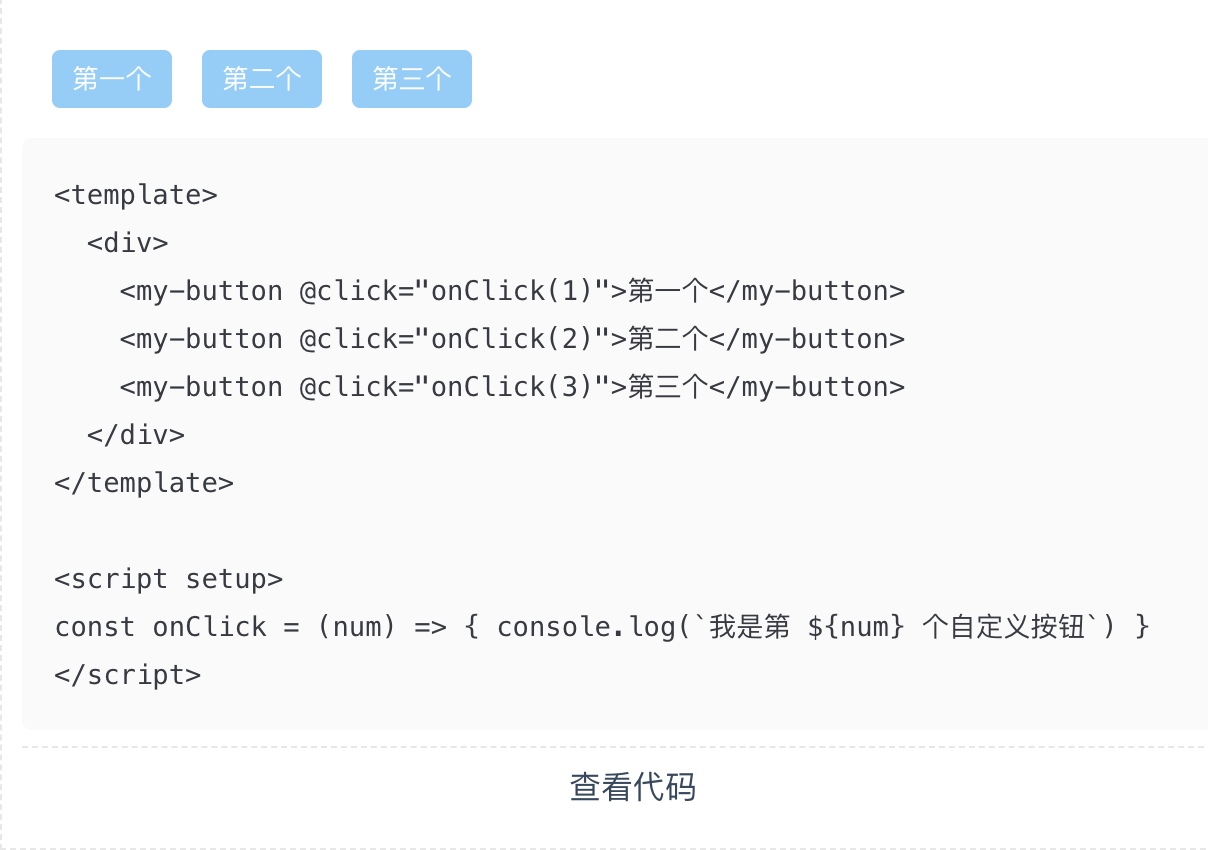 第一个 第二个 第三个
<template>
  <div>
    <my-button @click="onClick(1)">第一个</my-button>
    <my-button @click="onClick(2)">第二个</my-button>
    <my-button @click="onClick(3)">第三个</my-button>
  </div>
</template>

<script setup>
const onClick = (num) => { console.log(`我是第 ${num} 个自定义按钮`) }
</script>
查看代码